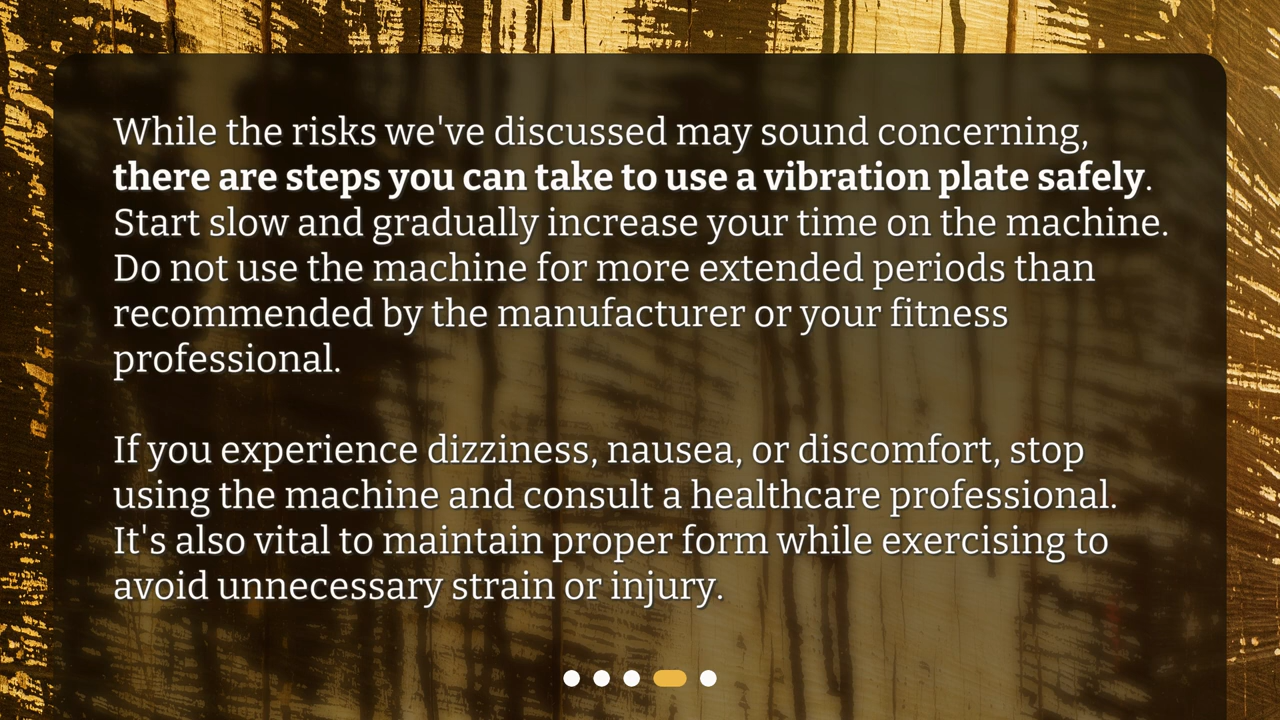 While the risks we've discussed may sound concerning,
there are steps you can take to use a vibration plate safely.
Start slow and gradually increase your time on the machine.
Do not use the machine for more extended periods than
recommended by the manufacturer or your fitness
professional.
If you experience dizziness, nausea, or discomfort, stop
using the machine and consult a healthcare professional.
It's also vital to maintain proper form while exercising to
avoid unnecessary strain or injury.